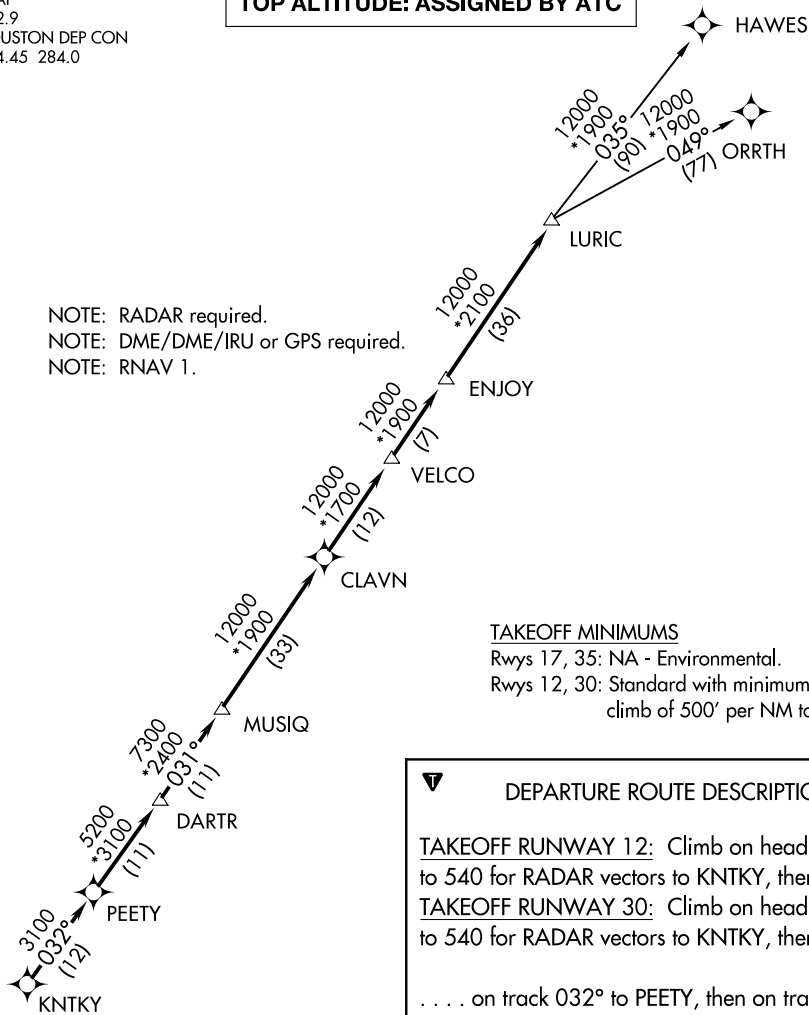 2.9
USTON DEP CON
4.45 284.0
TOP ALTITUDE: ASSIGNED BY ATC
HAWES
12000
*1900
035°
(90)
12000
*1900
049°
(77)
ORRTH
LURIC
12000
*2100
(36)
NOTE: RADAR required.
NOTE: DME/DME/IRU or GPS required.
NOTE: RNAV 1.
ENJOY
12000
*1900
(7)
VELCO
12000
*1700
(12)
CLAVN
12000
*1900
(33)
TAKEOFF MINIMUMS
Rwys 17, 35: NA - Environmental.
Rwys 12, 30: Standard with minimum
climb of 500' per NM to
MUSIQ
7300
*2400
031°
(11)
DARTR
T
DEPARTURE ROUTE DESCRIPTIO
5200
*3100
(11)
TAKEOFF RUNWAY 12: Climb on head
to 540 for RADAR vectors to KNTKY, then
PEETY
TAKEOFF RUNWAY 30: Climb on head
to 540 for RADAR vectors to KNTKY, then
3100
032°
(12)
KNTKY
. . . . on track 032° to PEETY, then on tra